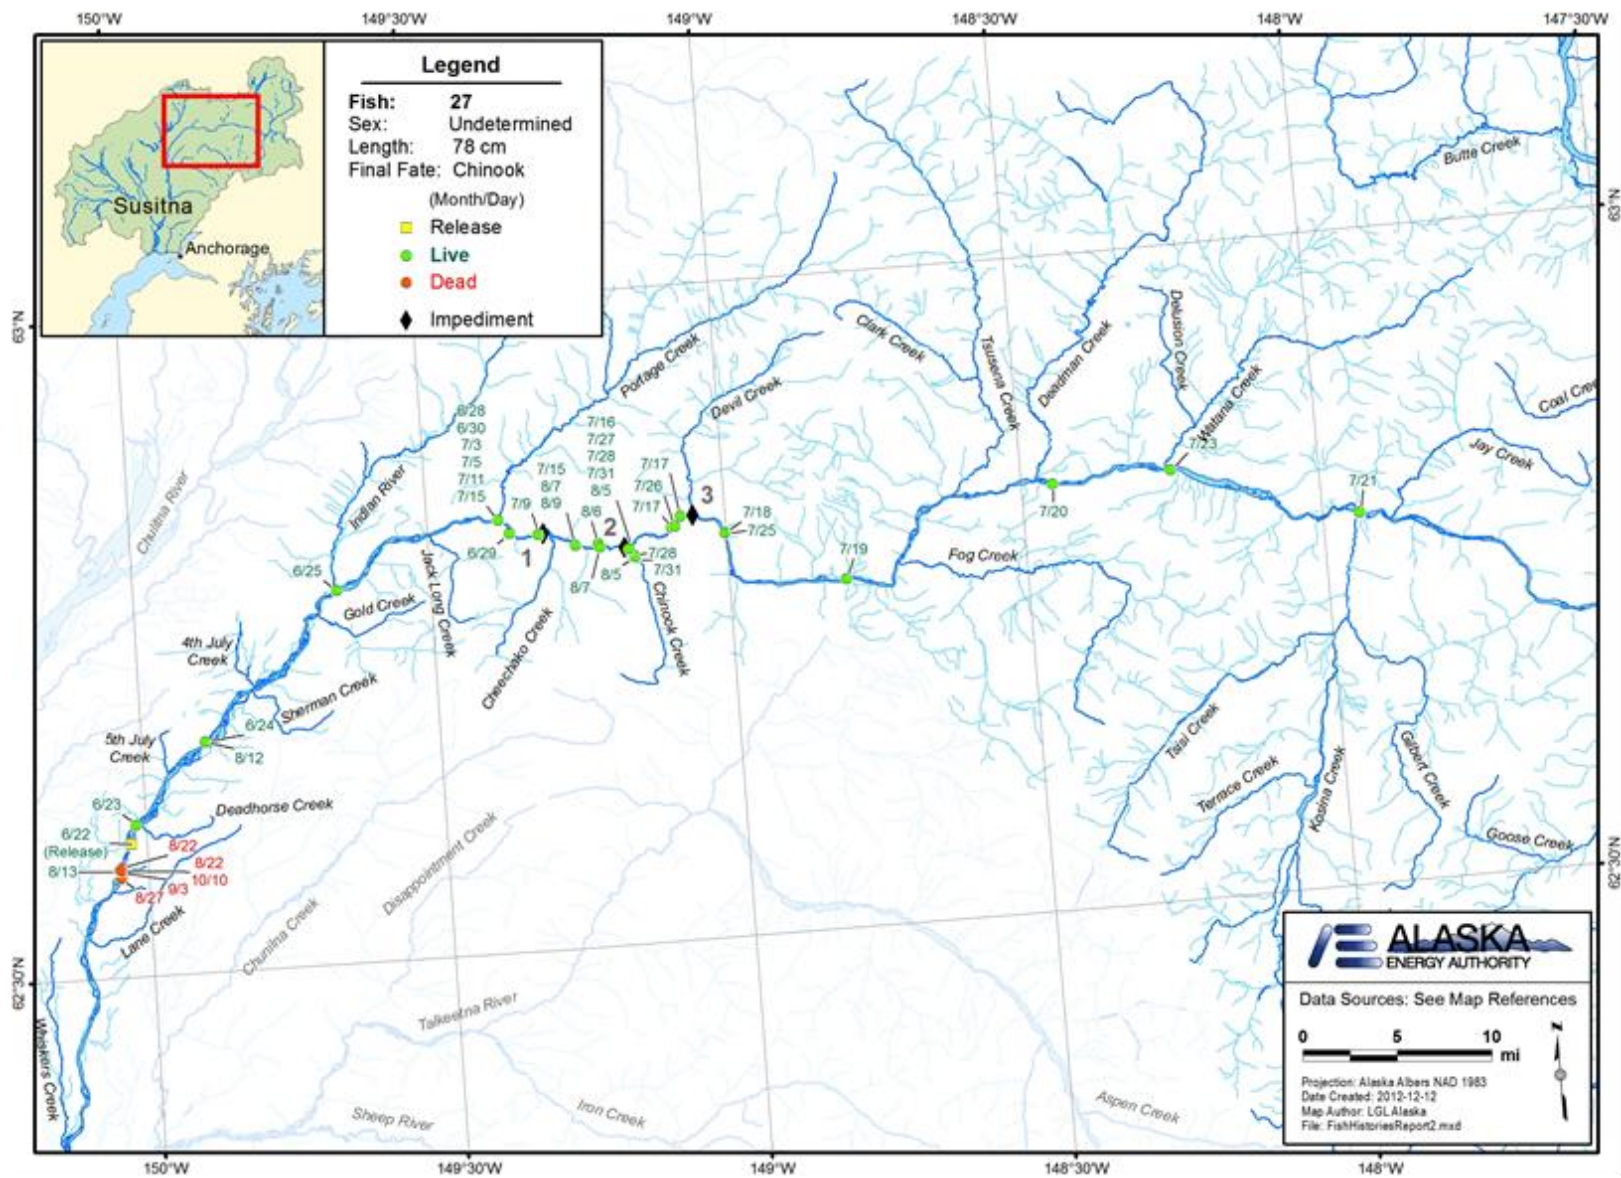 150°W
149°30'W
149°W
148°30'W
148°W
147°30'W
Legend
Fish: 27
Sex: Undetermined
Length: 78 cm
Final Fate: Chinook
(Month/Day)
Release
Live
Dead
Impediment
Susitna
Anchorage
63°N
63°N
Butte Creek
Portage Creek
Devil Creek
Clark Creek
Tsusena Creek
Deadman Creek
Delusion Creek
Watana Creek
Coal Cree
Jay Creek
Chulitna River
Indian River
6/28
6/30
7/3
7/5
7/11
7/15
7/9
7/15
8/7
8/9
7/16
7/27
7/28
7/31
8/5
8/6
7/17
7/26
7/17
3
7/18
7/25
7/23
7/20
7/21
7/19
2
1
6/29
8/7
8/5
7/28
7/31
6/25
Jack Long Creek
Gold Creek
Cheechako Creek
Chinook Creek
Fog Creek
4th July
Creek
Sherman Creek
6/24
8/12
5th July
Creek
Tsisi Creek
Gilbert Creek
Terrace Creek
Kosina Creek
Goose Creek
6/23
Deadhorse Creek
6/22
(Release)
8/13
8/22
8/22
10/10
9/3
8/27
Lane Creek
Disappointment Creek
Chunilna Creek
Talkeetna River
Whiskers Creek
Sheep River
Iron Creek
Aspen Creek
62°30'N
62°30'N
ALASKA
ENERGY AUTHORITY
Data Sources: See Map References
0 5 10
mi
N
Projection: Alaska Albers NAD 1983
Date Created: 2012-12-12
Map Author: LGL Alaska
File: FishHistoriesReport2.mxd
150°W
149°30'W
149°W
148°30'W
148°W